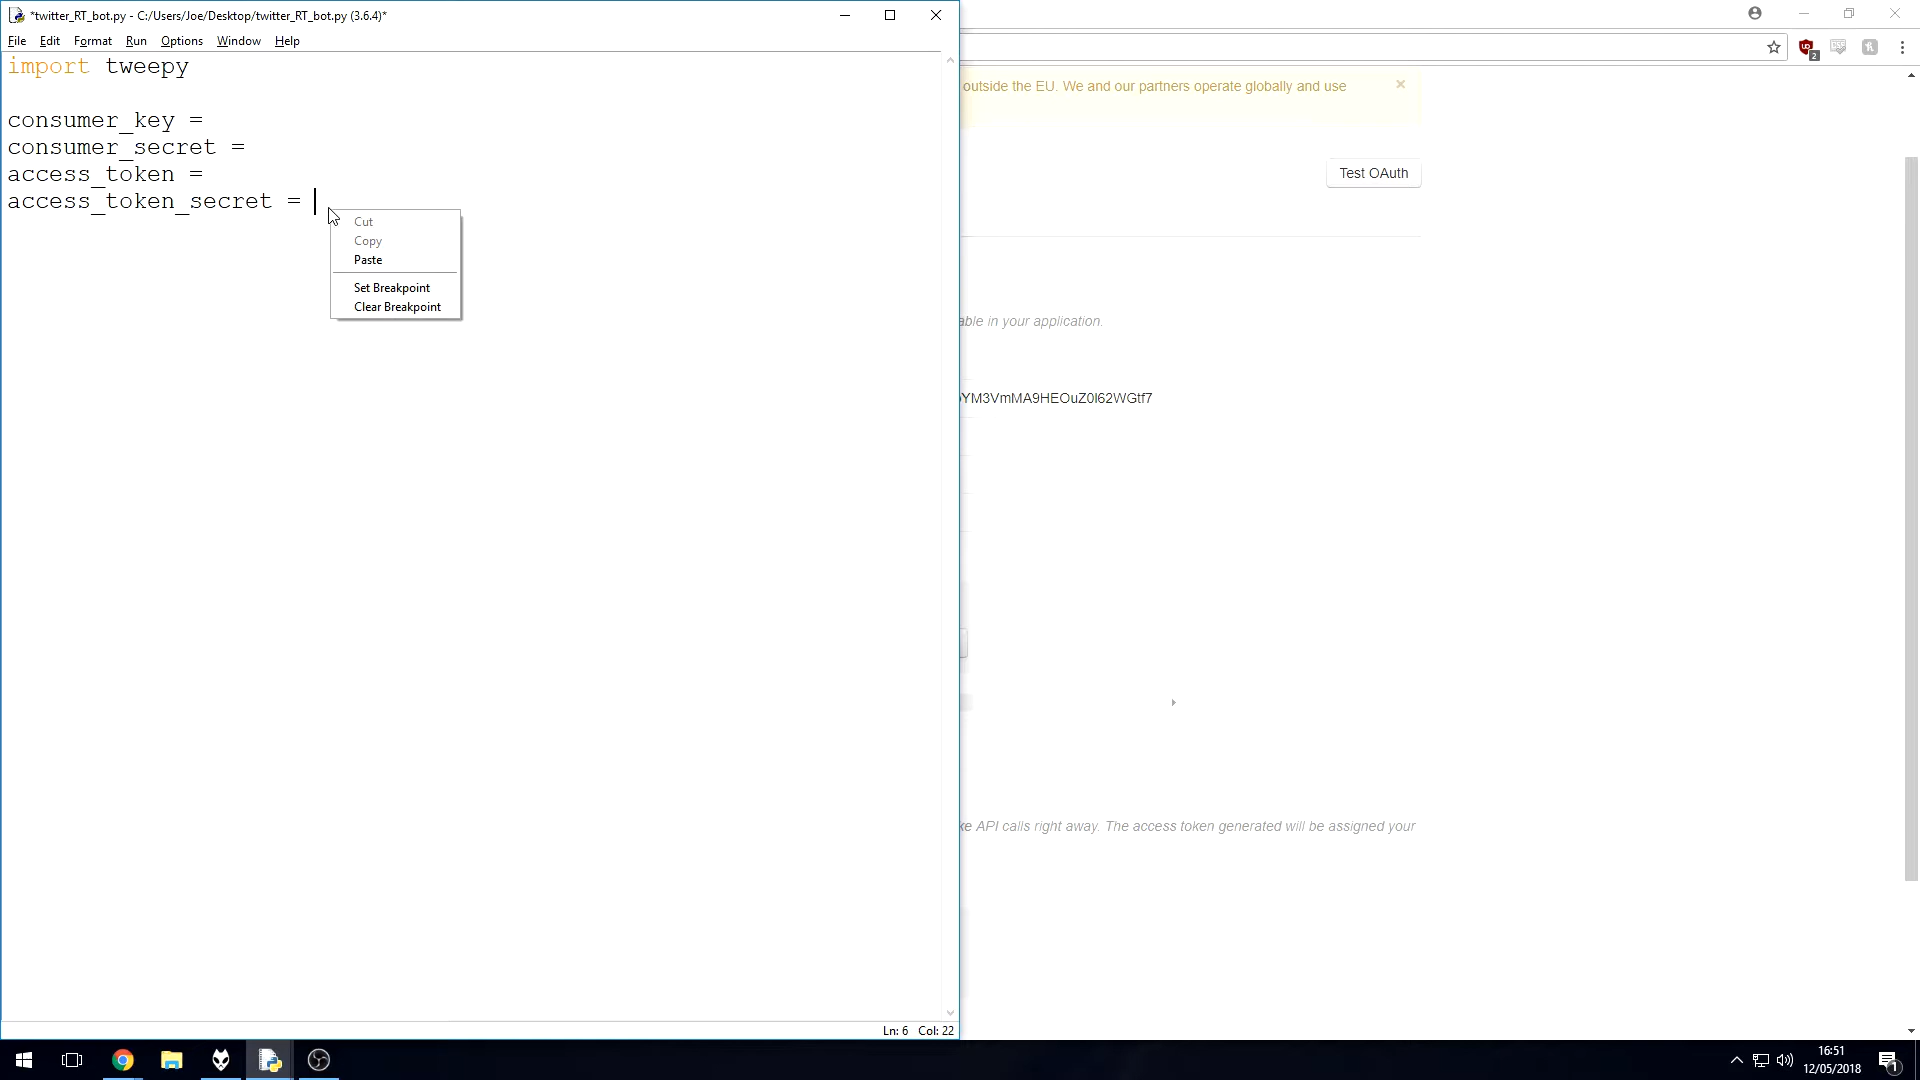 *twitter_RT_bot.py - C:/Users/Joe/Desktop/twitter_RT_bot.py (3.6.4)*
File Edit Format Run Options Window Help
import tweepy
consumer_key =
consumer_secret =
access_token =
access_token_secret =
Cut
Copy
Paste
Set Breakpoint
Clear Breakpoint
Ln: 6 Col: 22
2
outside the EU. We and our partners operate globally and use
Test OAuth
able in your application.
YM3VmMA9HEOuZ0I62WGtf7
ke API calls right away. The access token generated will be assigned your
16:51
12/05/2018
1